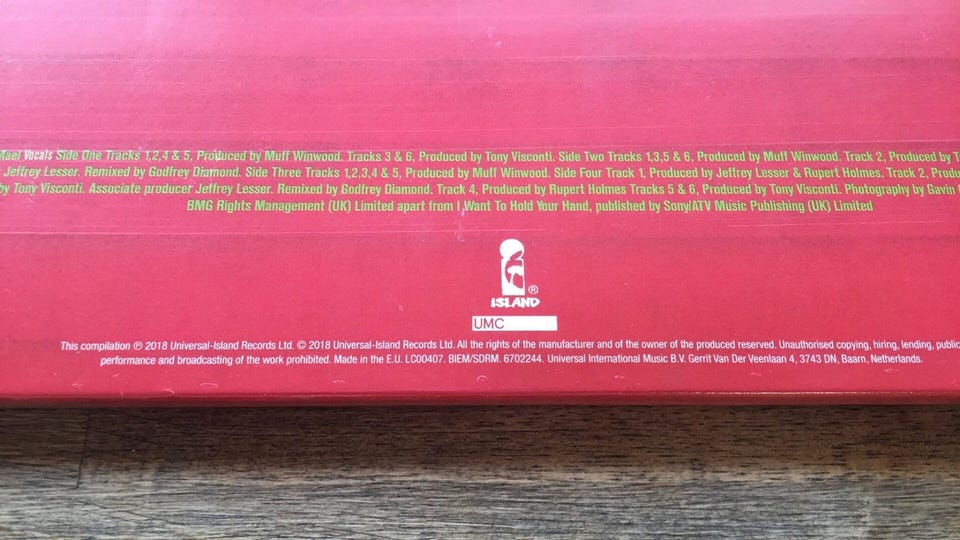 Mael Vocals Side One Tracks 1,2,4 & 5, Produced by Muff Winwood. Tracks 3 & 6, Produced by Tony Visconti. Side Two Tracks 1,3,5 & 6, Produced by Muff Winwood. Track 2, Produced by T
Jeffrey Lesser. Remixed by Godfrey Diamond. Side Three Tracks 1,2,3,4 & 5, Produced by Muff Winwood. Side Four Track 1, Produced by Jeffrey Lesser & Rupert Holmes. Track 2, Produ
by Tony Visconti. Associate producer Jeffrey Lesser. Remixed by Godfrey Diamond. Track 4, Produced by Rupert Holmes Tracks 5 & 6, Produced by Tony Visconti. Photography by Gavin
BMG Rights Management (UK) Limited apart from I Want To Hold Your Hand, published by Sony/ATV Music Publishing (UK) Limited
®
ISLAND
UMC
This compilation ℗ 2018 Universal-Island Records Ltd. © 2018 Universal-Island Records Ltd. All the rights of the manufacturer and of the owner of the produced reserved. Unauthorised copying, hiring, lending, public
performance and broadcasting of the work prohibited. Made in the E.U. LC00407. BIEM/SDRM. 6702244. Universal International Music B.V. Gerrit Van Der Veenlaan 4, 3743 DN, Baarn, Netherlands.